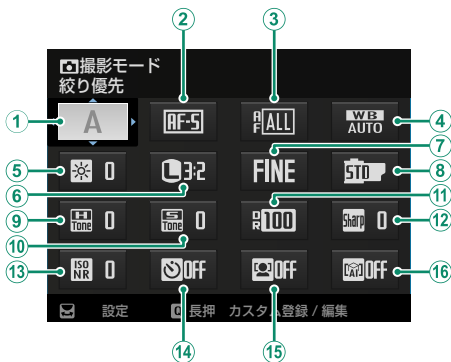 ② ③
撮影モード
絞り優先
① A AF-S AF ALL WB AUTO ④
⑦
⑤ 0 L 3:2 FINE STD ⑧
⑥ ⑪
⑨ H Tone 0 S Tone 0 DR 100 Sharp 0 ⑫
⑩
⑬ ISO NR 0 OFF OFF AI OFF ⑯
設定 Q 長押 カスタム登録 / 編集
⑭ ⑮